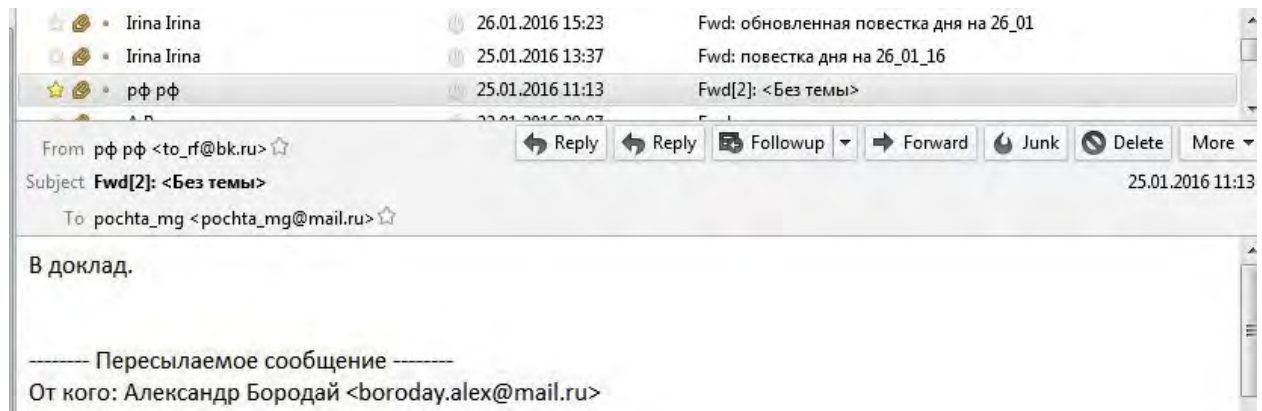 Irina Irina 26.01.2016 15:23 Fwd: обновленная повестка дня на 26_01
Irina Irina 25.01.2016 13:37 Fwd: повестка дня на 26_01_16
рф рф 25.01.2016 11:13 Fwd[2]: <Без темы>
From рф рф <to_rf@bk.ru> Reply Reply Followup Forward Junk Delete More
Subject Fwd[2]: <Без темы> 25.01.2016 11:13
To pochta_mg <pochta_mg@mail.ru>
В доклад.
-------- Пересылаемое сообщение --------
От кого: Александр Бородай <boroday.alex@mail.ru>